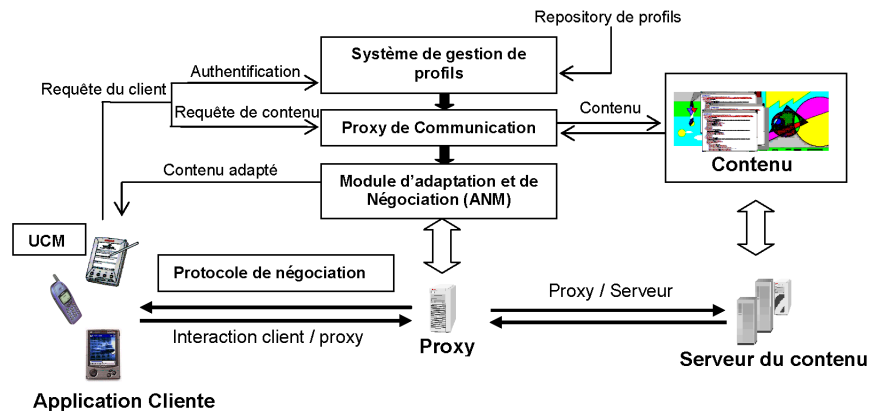 Repository de profils
Système de gestion de
profils
Authentification
Requête du client
Requête de contenu
Proxy de Communication
Contenu
Contenu
Contenu adapté
Module d'adaptation et de
Négociation (ANM)
UCM
Protocole de négociation
Proxy / Serveur
Interaction client / proxy
Proxy
Serveur du contenu
Application Cliente